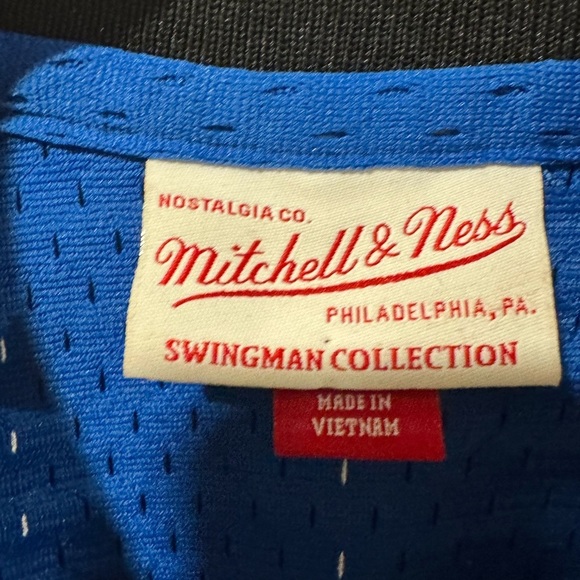 NOSTALGIA CO.
Mitchell & Ness
PHILADELPHIA, PA.
SWINGMAN COLLECTION
MADE IN
VIETNAM